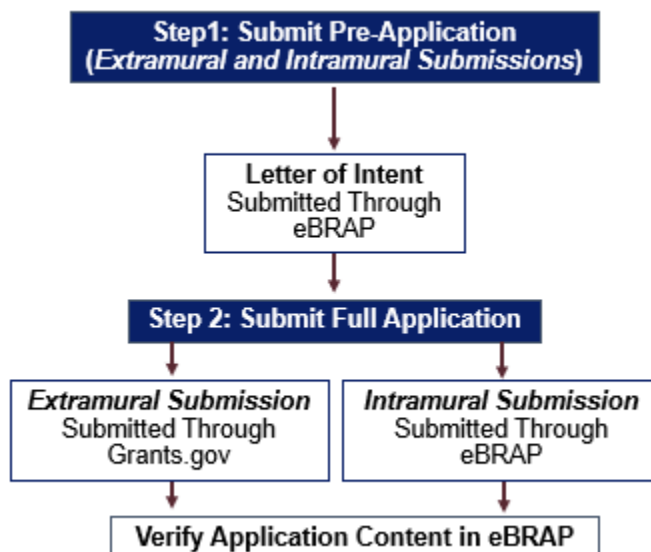 Step1: Submit Pre-Application
(Extramural and Intramural Submissions)
Letter of Intent
Submitted Through
eBRAP
Step 2: Submit Full Application
Extramural Submission
Submitted Through
Grants.gov
Intramural Submission
Submitted Through
eBRAP
Verify Application Content in eBRAP